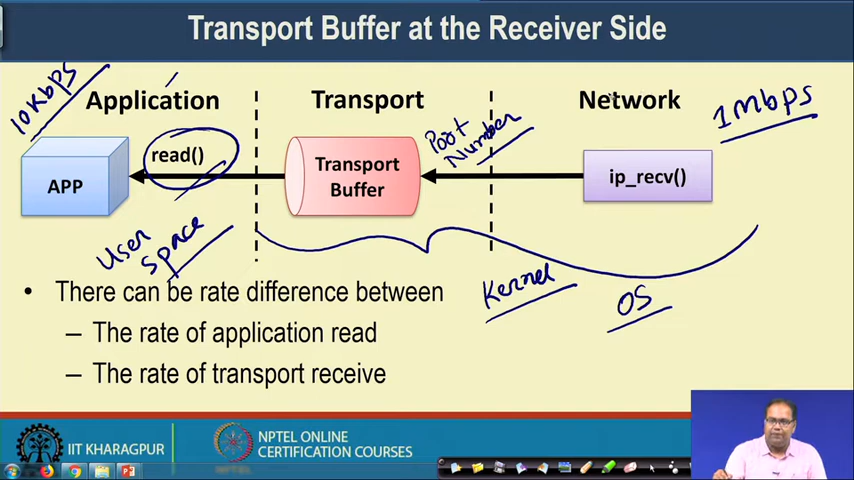 Transport Buffer at the Receiver Side
10Kbps
Application
Transport
Network
1Mbps
read()
Port
Number
APP
Transport
Buffer
ip_recv()
User
Space
Kernel
OS
• There can be rate difference between
– The rate of application read
– The rate of transport receive
IIT KHARAGPUR
NPTEL ONLINE
CERTIFICATION COURSES
NPTEL